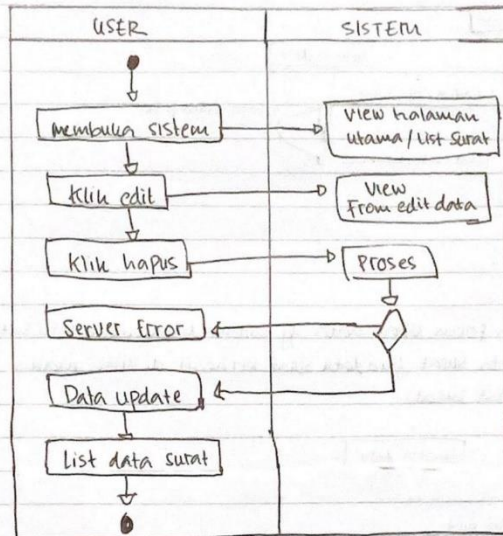 USER
SISTEM
membuka sistem
View halaman
utama / List Surat
Klik edit
View
From edit data
Klik hapus
Proses
Server Error
Data update
List data surat